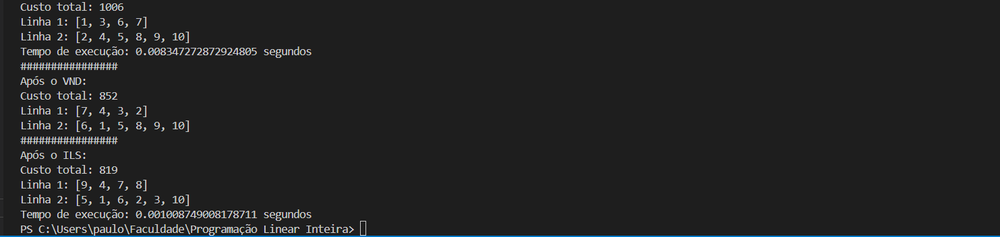 Custo total: 1006
Linha 1: [1, 3, 6, 7]
Linha 2: [2, 4, 5, 8, 9, 10]
Tempo de execução: 0.008347272872924805 segundos
################
Após o VND:
Custo total: 852
Linha 1: [7, 4, 3, 2]
Linha 2: [6, 1, 5, 8, 9, 10]
################
Após o ILS:
Custo total: 819
Linha 1: [9, 4, 7, 8]
Linha 2: [5, 1, 6, 2, 3, 10]
Tempo de execução: 0.001008749008178711 segundos
PS C:\Users\paulo\Faculdade\Programação Linear Inteira>